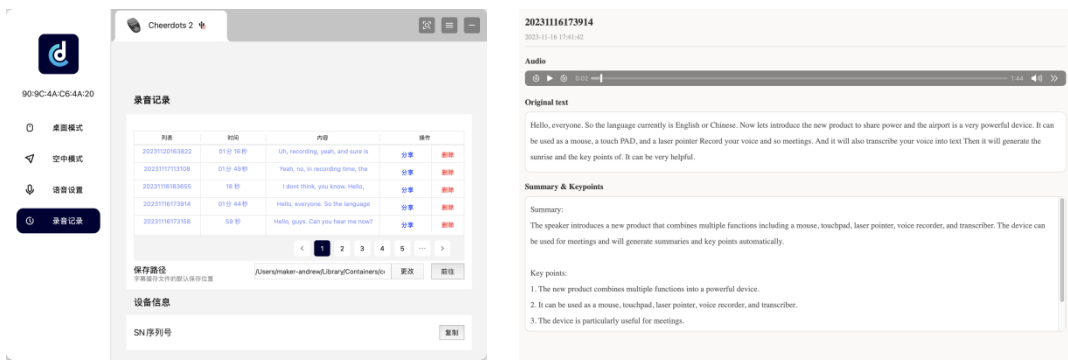 Cheerdots 2
90:9C:4A:C6:4A:20
桌面模式
空中模式
语音设置
录音记录
录音记录
列表 时间 内容 操作
20231120163822 01分 16秒 Uh, recording, yeah, and sure is 分享 删除
20231117113108 01分 49秒 Yeah, no, in recording time, the 分享 删除
20231116183655 18 秒 I dont think, you know. Hello, 分享 删除
20231116173914 01分 44秒 Hello, everyone. So the language 分享 删除
20231116173158 59 秒 Hello, guys. Can you hear me now? 分享 删除
< 1 2 3 4 5 ··· >
保存路径 /Users/maker-andrew/Library/Containers/co 更改 前往
字幕缓存文件的默认保存位置
设备信息
SN序列号 复制
20231116173914
2023-11-16 17:41:42
Audio
0:02 1:44
Original text
Hello, everyone. So the language currently is English or Chinese. Now lets introduce the new product to share power and the airport is a very powerful device. It can
be used as a mouse, a touch PAD, and a laser pointer Record your voice and so meetings. And it will also transcribe your voice into text Then it will generate the
sunrise and the key points of. It can be very helpful.
Summary & Keypoints
Summary:
The speaker introduces a new product that combines multiple functions including a mouse, touchpad, laser pointer, voice recorder, and transcriber. The device can
be used for meetings and will generate summaries and key points automatically.
Key points:
1. The new product combines multiple functions into a powerful device.
2. It can be used as a mouse, touchpad, laser pointer, voice recorder, and transcriber.
3. The device is particularly useful for meetings.